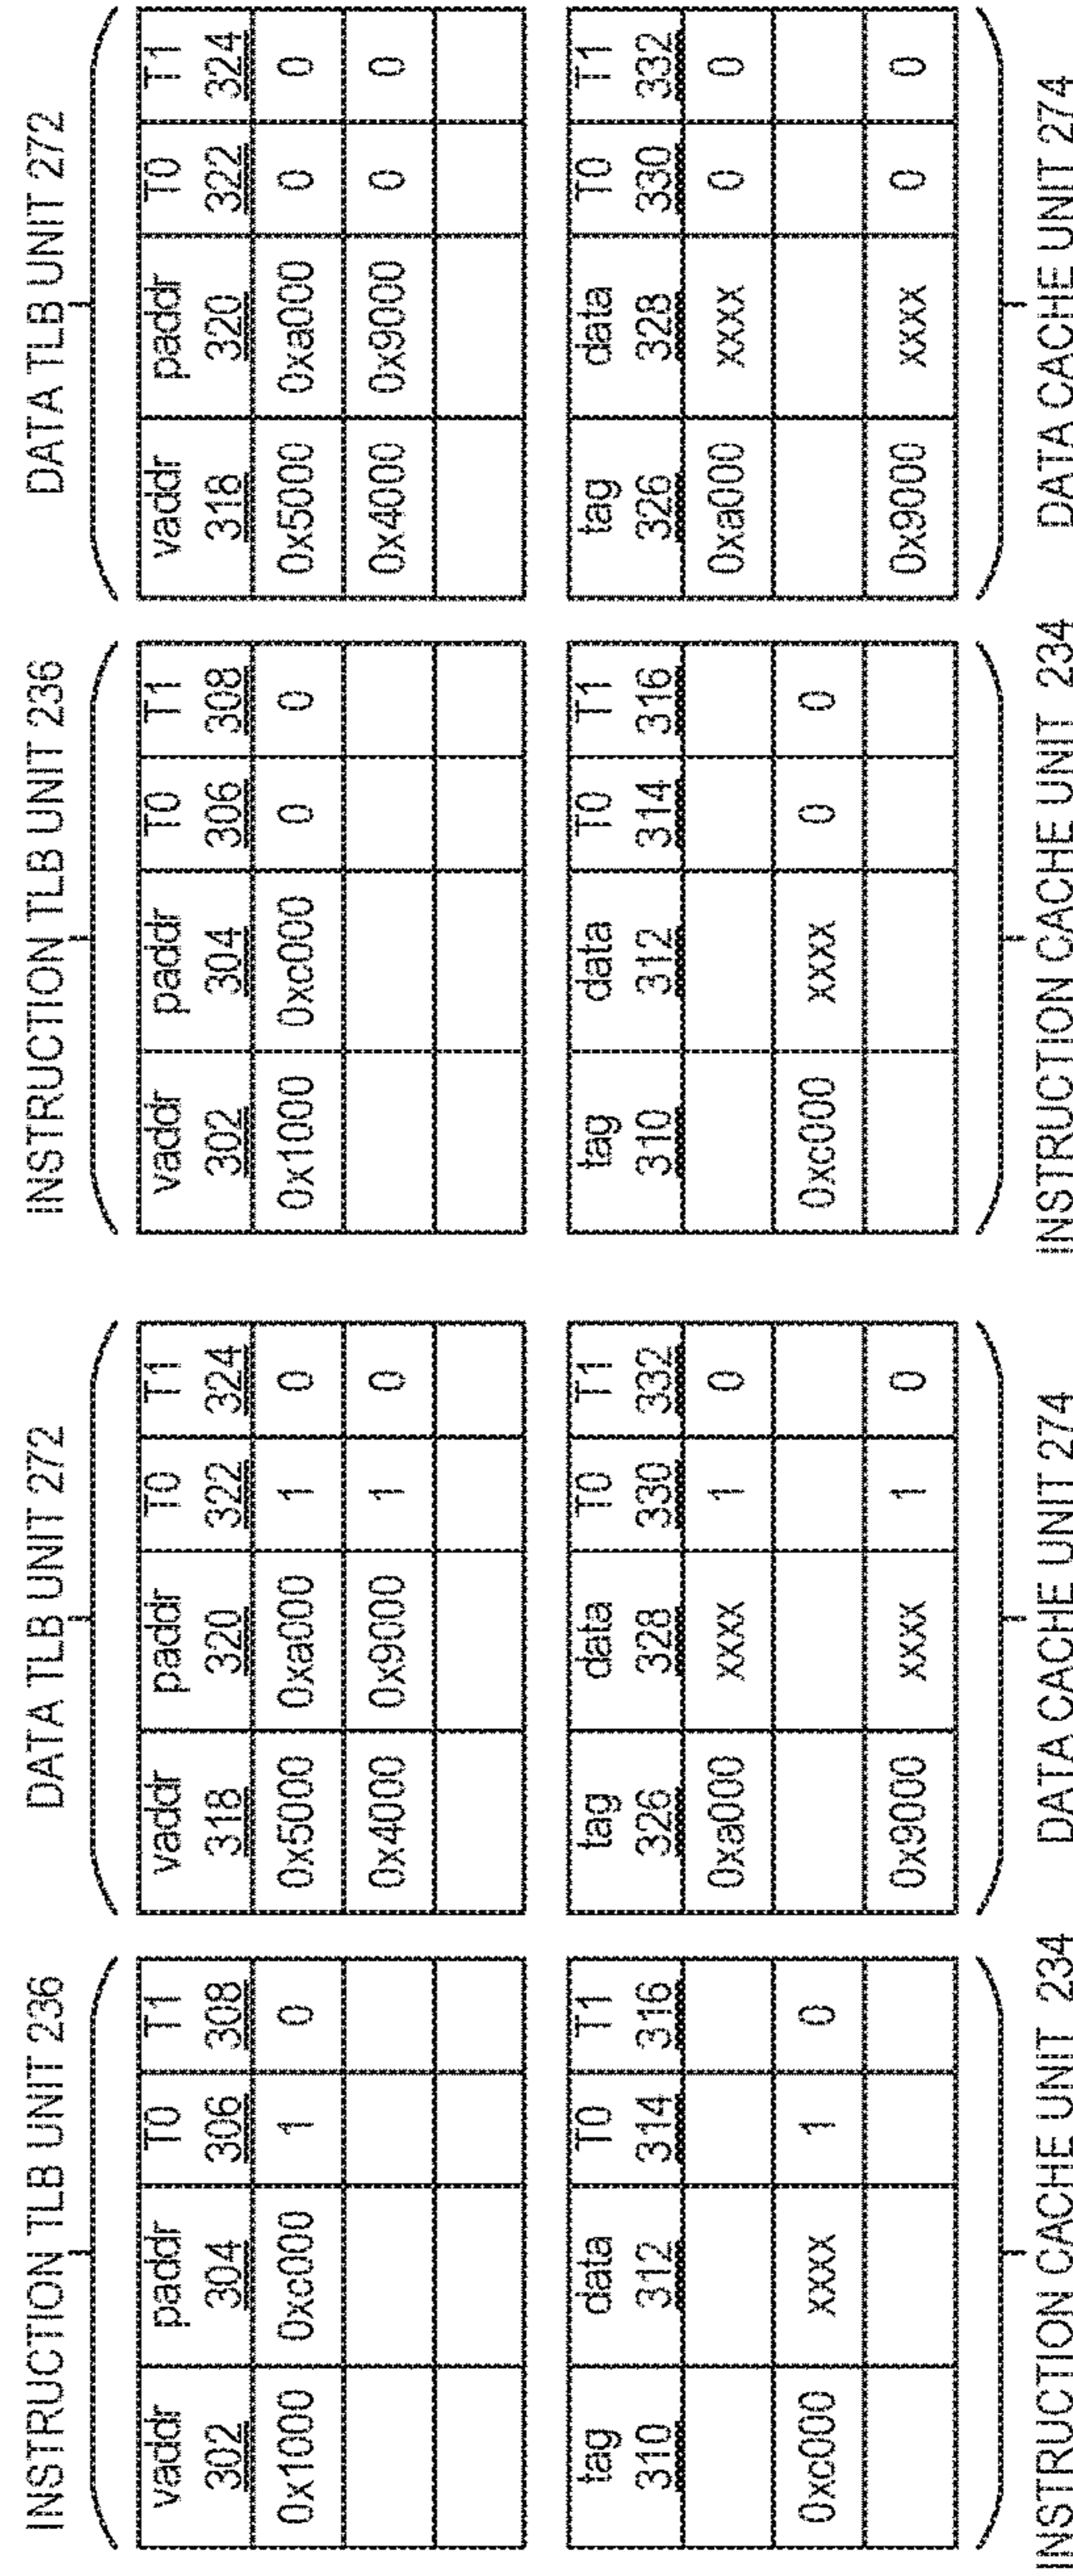 INSTRUCTION TLB UNIT 236 DATA TLB UNIT 272 INSTRUCTION TLB UNIT 236 DATA TLB UNIT 272
vaddr paddr T0 T1 vaddr paddr T0 T1 vaddr paddr T0 T1 vaddr paddr T0 T1
302 304 306 308 318 320 322 324 302 304 306 308 318 320 322 324
0x1000 0xc000 1 0 0x5000 0xa000 1 0 0x1000 0xc000 0 0 0x5000 0xa000 0 0
0x4000 0x9000 1 0 0x4000 0x9000 0 0
tag data T0 T1 tag data T0 T1 tag data T0 T1 tag data T0 T1
310 312 314 316 326 328 330 332 310 312 314 316 326 328 330 332
0xa000 xxxx 1 0 0xa000 xxxx 0 0
0xc000 xxxx 1 0 0xc000 xxxx 0 0
0x9000 xxxx 1 0 0x9000 xxxx 0 0
INSTRUCTION CACHE UNIT 234 DATA CACHE UNIT 274 INSTRUCTION CACHE UNIT 234 DATA CACHE UNIT 274